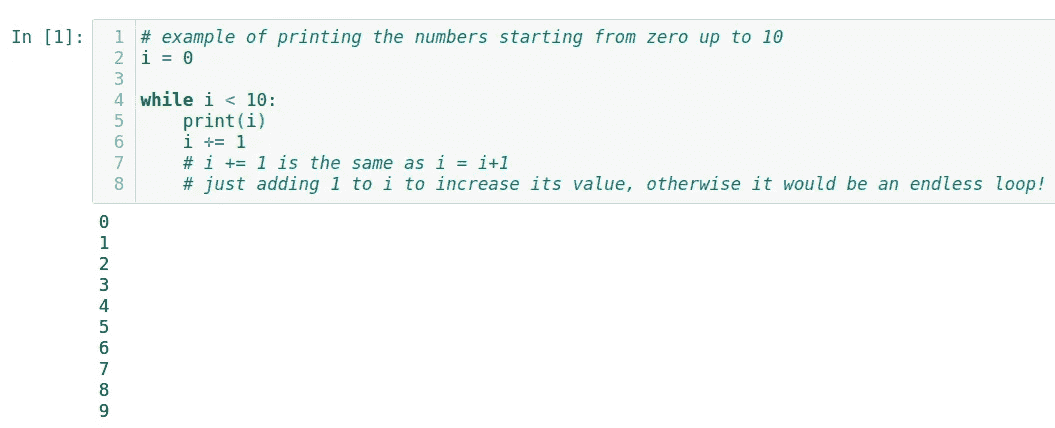 In [1]:
1 # example of printing the numbers starting from zero up to 10
2 i = 0
3
4 while i < 10:
5     print(i)
6     i += 1
7     # i += 1 is the same as i = i+1
8     # just adding 1 to i to increase its value, otherwise it would be an endless loop!
0
1
2
3
4
5
6
7
8
9